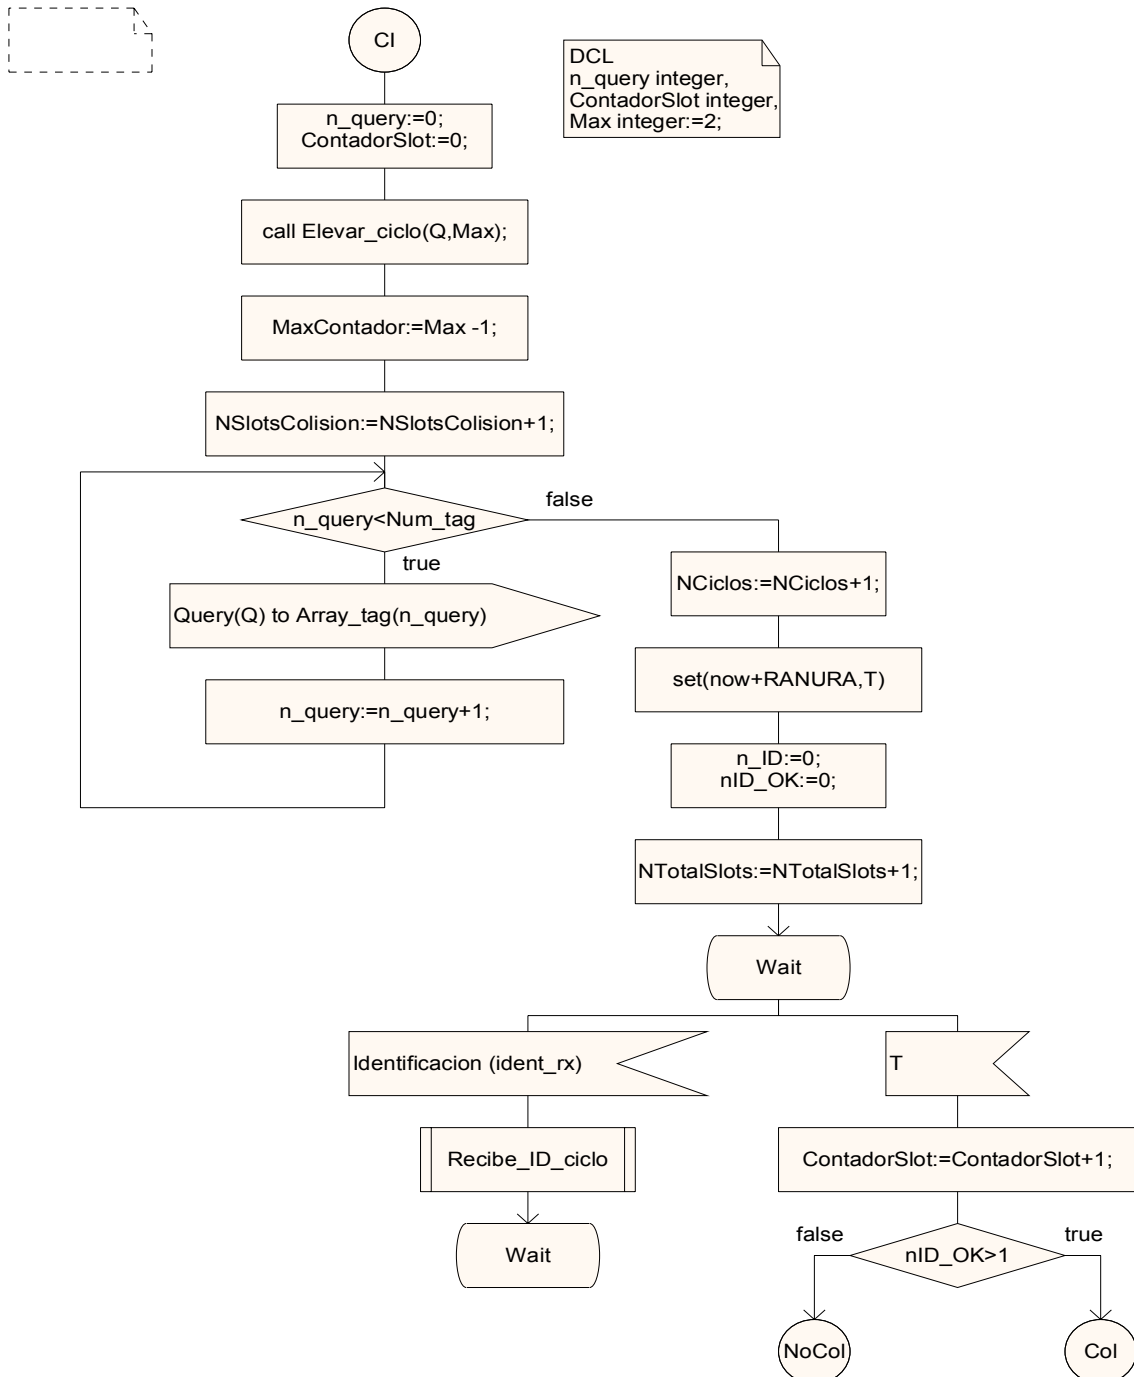 CI
DCL
n_query integer,
ContadorSlot integer,
Max integer:=2;
n_query:=0;
ContadorSlot:=0;
call Elevar_ciclo(Q,Max);
MaxContador:=Max -1;
NSlotsColision:=NSlotsColision+1;
n_query<Num_tag
false
true
Query(Q) to Array_tag(n_query)
n_query:=n_query+1;
NCiclos:=NCiclos+1;
set(now+RANURA,T)
n_ID:=0;
nID_OK:=0;
NTotalSlots:=NTotalSlots+1;
Wait
Identificacion (ident_rx)
T
Recibe_ID_ciclo
ContadorSlot:=ContadorSlot+1;
Wait
false
nID_OK>1
true
NoCol
Col